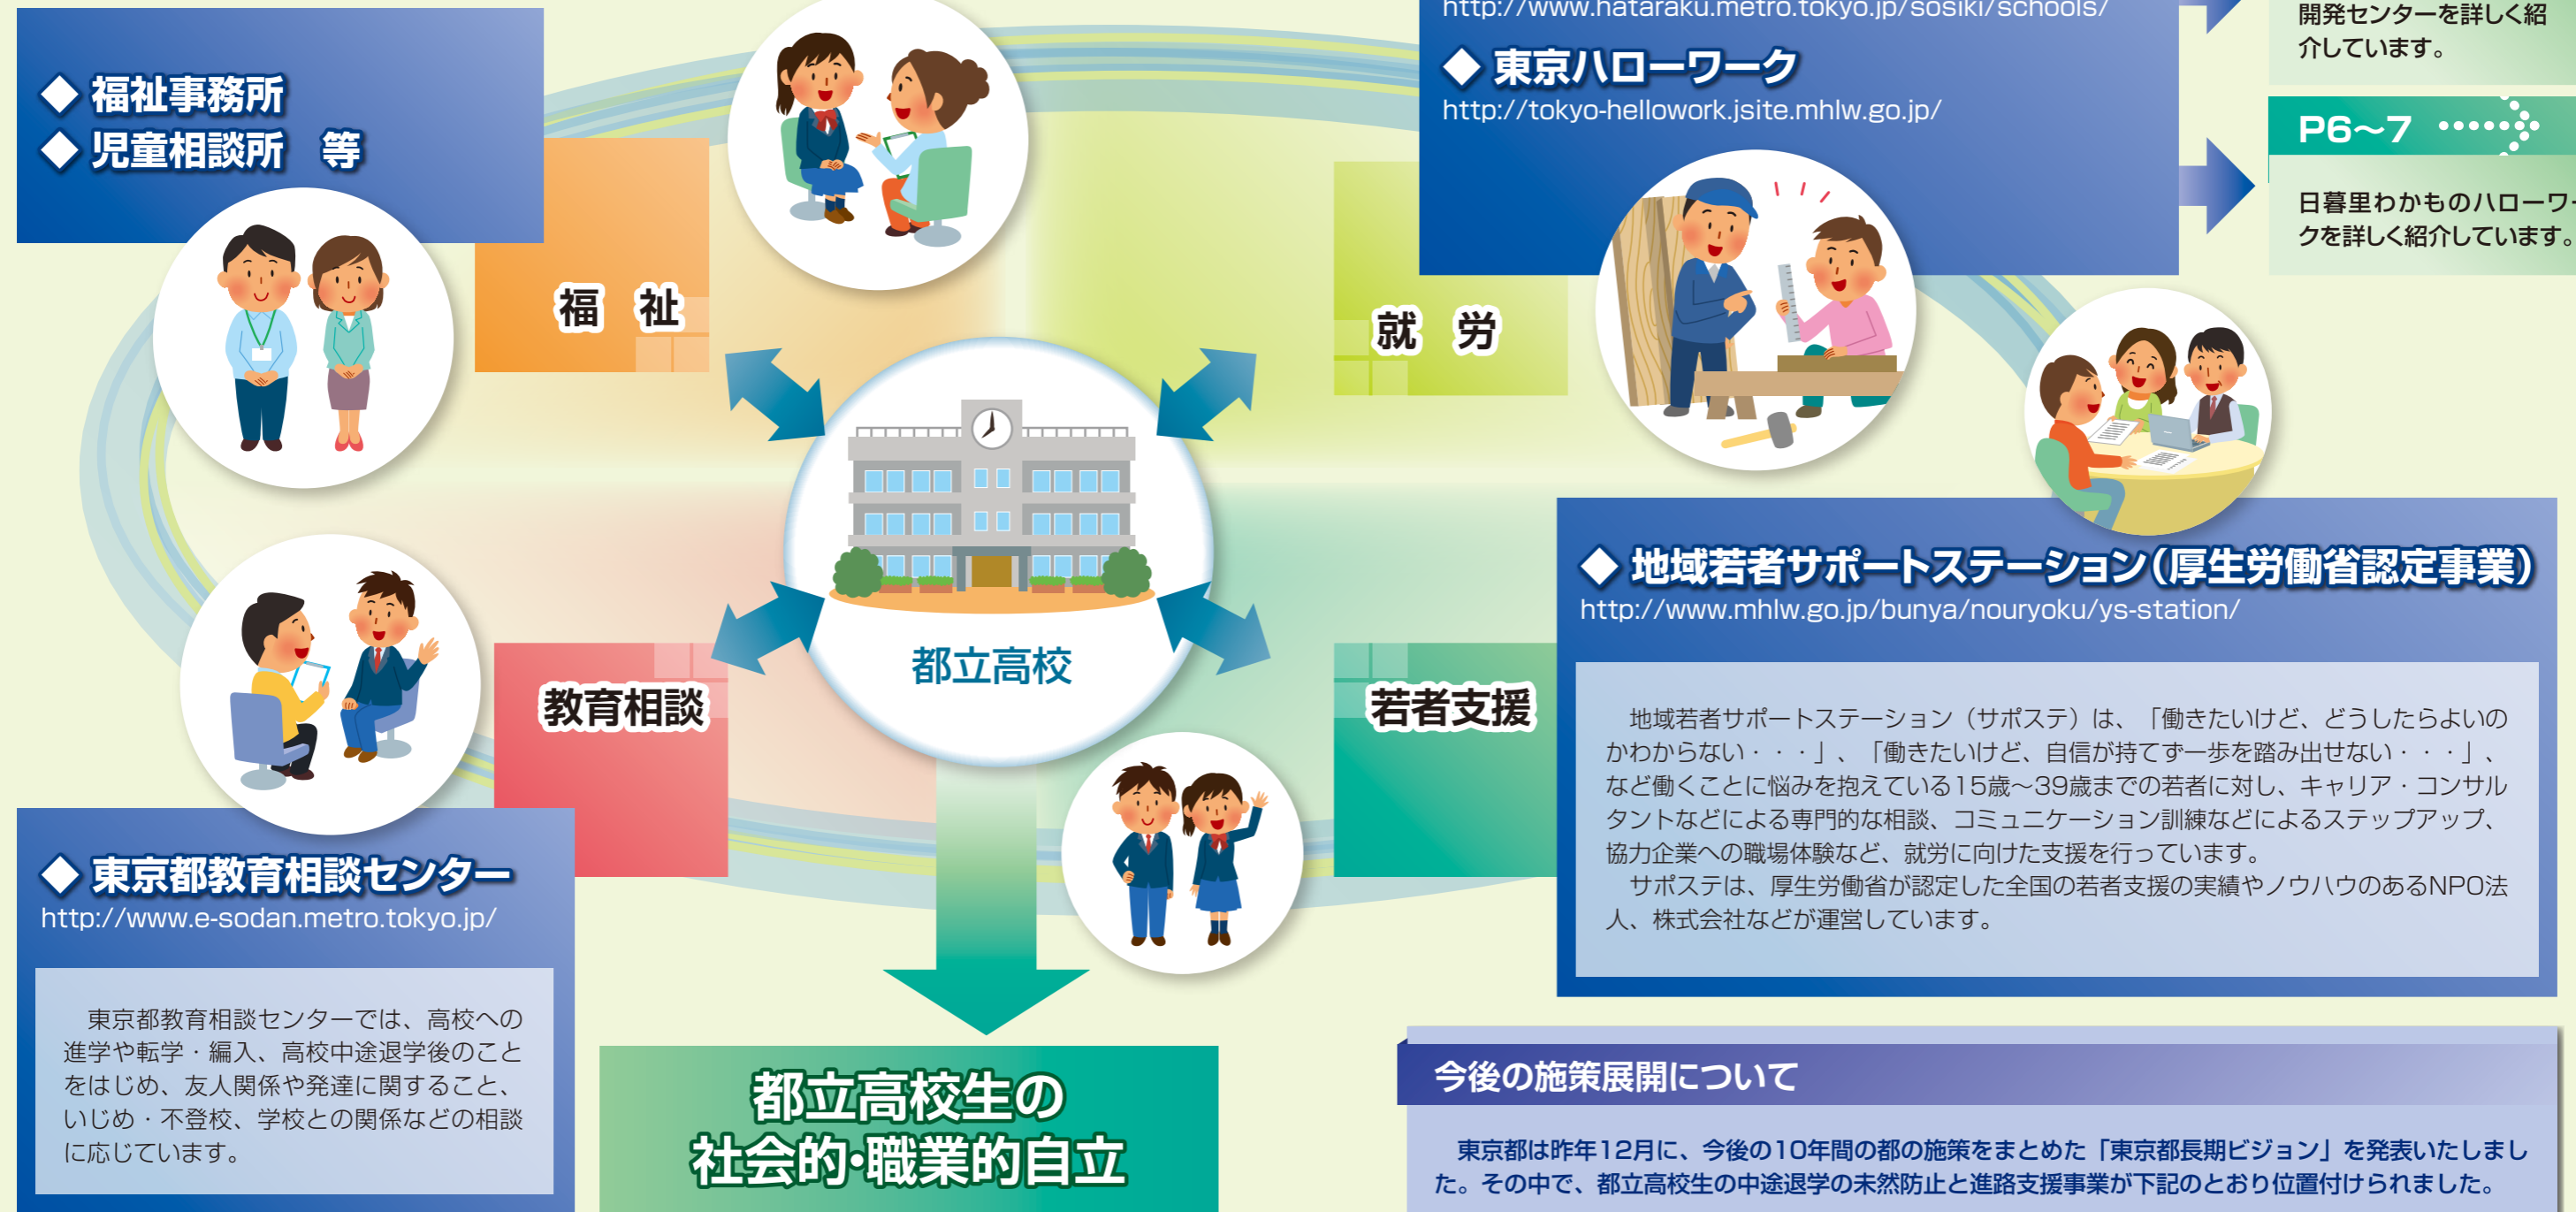 ◆ 福祉事務所
◆ 児童相談所　等
http://www.hataraku.metro.tokyo.jp/sosiki/schools/
◆ 東京ハローワーク
http://tokyo-hellowork.jsite.mhlw.go.jp/
開発センターを詳しく紹
介しています。
P6～7
日暮里わかものハローワー
クを詳しく紹介しています。
福　祉
就　労
都立高校
教育相談
若者支援
◆ 地域若者サポートステーション（厚生労働省認定事業）
http://www.mhlw.go.jp/bunya/nouryoku/ys-station/
　地域若者サポートステーション（サポステ）は、「働きたいけど、どうしたらよいの
かわからない・・・」、「働きたいけど、自信が持てず一歩を踏み出せない・・・」、
など働くことに悩みを抱えている15歳～39歳までの若者に対し、キャリア・コンサル
タントなどによる専門的な相談、コミュニケーション訓練などによるステップアップ、
協力企業への職場体験など、就労に向けた支援を行っています。
　サポステは、厚生労働省が認定した全国の若者支援の実績やノウハウのあるNPO法
人、株式会社などが運営しています。
◆ 東京都教育相談センター
http://www.e-sodan.metro.tokyo.jp/
　東京都教育相談センターでは、高校への
進学や転学・編入、高校中途退学後のこと
をはじめ、友人関係や発達に関すること、
いじめ・不登校、学校との関係などの相談
に応じています。
都立高校生の
社会的・職業的自立
今後の施策展開について
　東京都は昨年12月に、今後の10年間の都の施策をまとめた「東京都長期ビジョン」を発表いたしまし
た。その中で、都立高校生の中途退学の未然防止と進路支援事業が下記のとおり位置付けられました。